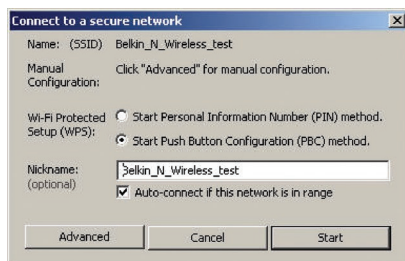 Connect to a secure network
Name: (SSID) Belkin_N_Wireless_test
Manual Configuration: Click "Advanced" for manual configuration.
Wi-Fi Protected Setup (WPS):
Start Personal Information Number (PIN) method.
Start Push Button Configuration (PBC) method.
Nickname: (optional)
Belkin_N_Wireless_test
Auto-connect if this network is in range
Advanced Cancel Start